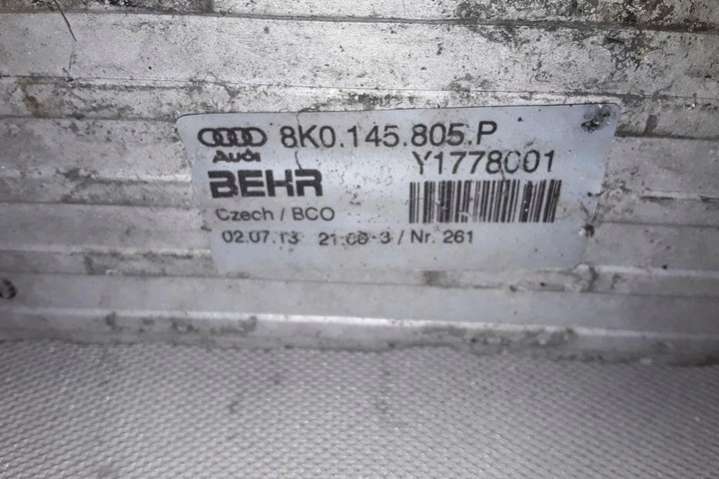 8K0.145.805.P
Audi Y1778001
BEHR
Czech / BCO
02.07.13 21:08-3 / Nr. 261